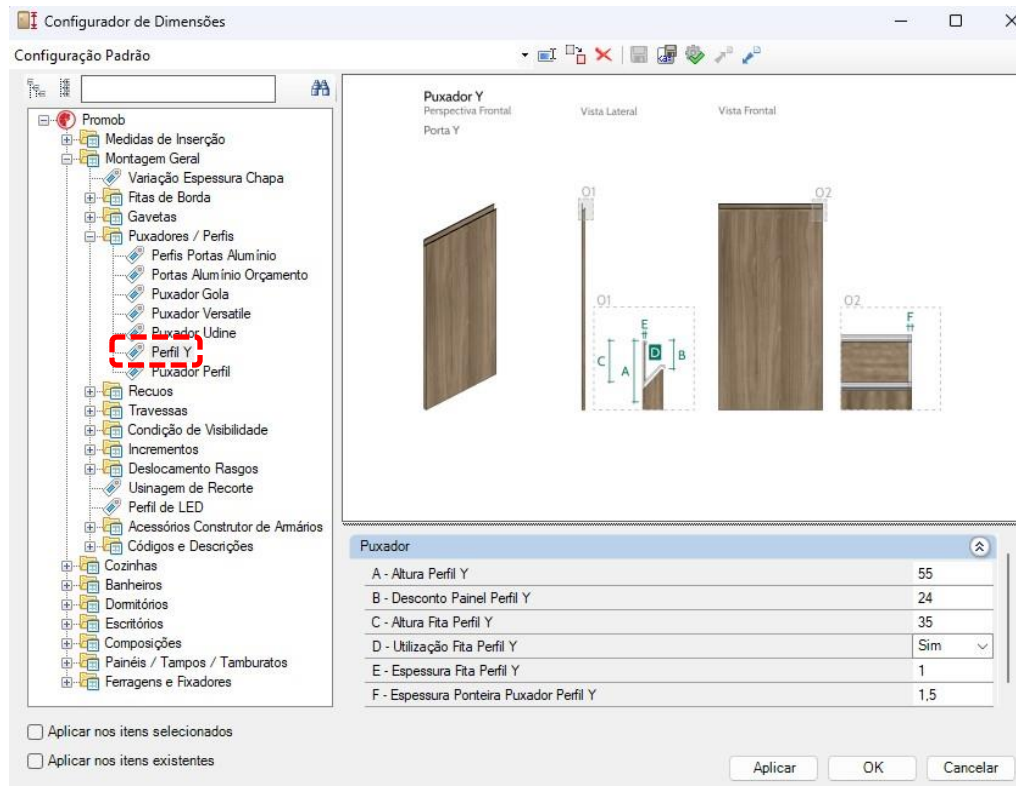 Configurador de Dimensões
Configuração Padrão
Promob
Medidas de Inserção
Montagem Geral
Variação Espessura Chapa
Fitas de Borda
Gavetas
Puxadores / Perfis
Perfis Portas Alumínio
Portas Alumínio Orçamento
Puxador Gola
Puxador Versatile
Puxador Udine
Perfil Y
Puxador Perfil
Recuos
Travessas
Condição de Visibilidade
Incrementos
Deslocamento Rasgos
Usinagem de Recorte
Perfil de LED
Acessórios Construtor de Armários
Códigos e Descrições
Cozinhas
Banheiros
Dormitórios
Escritórios
Composições
Painéis / Tampos / Tamburatos
Ferragens e Fixadores
Puxador Y
Perspectiva Frontal Vista Lateral Vista Frontal
Porta Y
01 02
01 02
E F
C A D B
Puxador
A - Altura Perfil Y 55
B - Desconto Painel Perfil Y 24
C - Altura Fita Perfil Y 35
D - Utilização Fita Perfil Y Sim
E - Espessura Fita Perfil Y 1
F - Espessura Ponteira Puxador Perfil Y 1,5
Aplicar nos itens selecionados
Aplicar nos itens existentes
Aplicar OK Cancelar